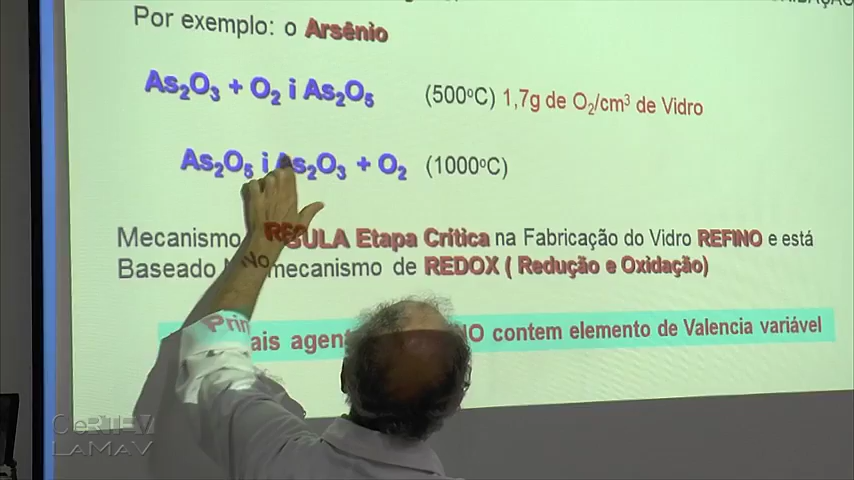 Por exemplo: o Arsênio
As₂O₃ + O₂ i As₂O₅ (500ºC) 1,7g de O₂/cm³ de Vidro
As₂O₅ i As₂O₃ + O₂ (1000ºC)
Mecanismo REGULA Etapa Crítica na Fabricação do Vidro REFINO e está
Baseado No mecanismo de REDOX ( Redução e Oxidação)
contem elemento de Valencia variável
CeRTEV
LaMaV